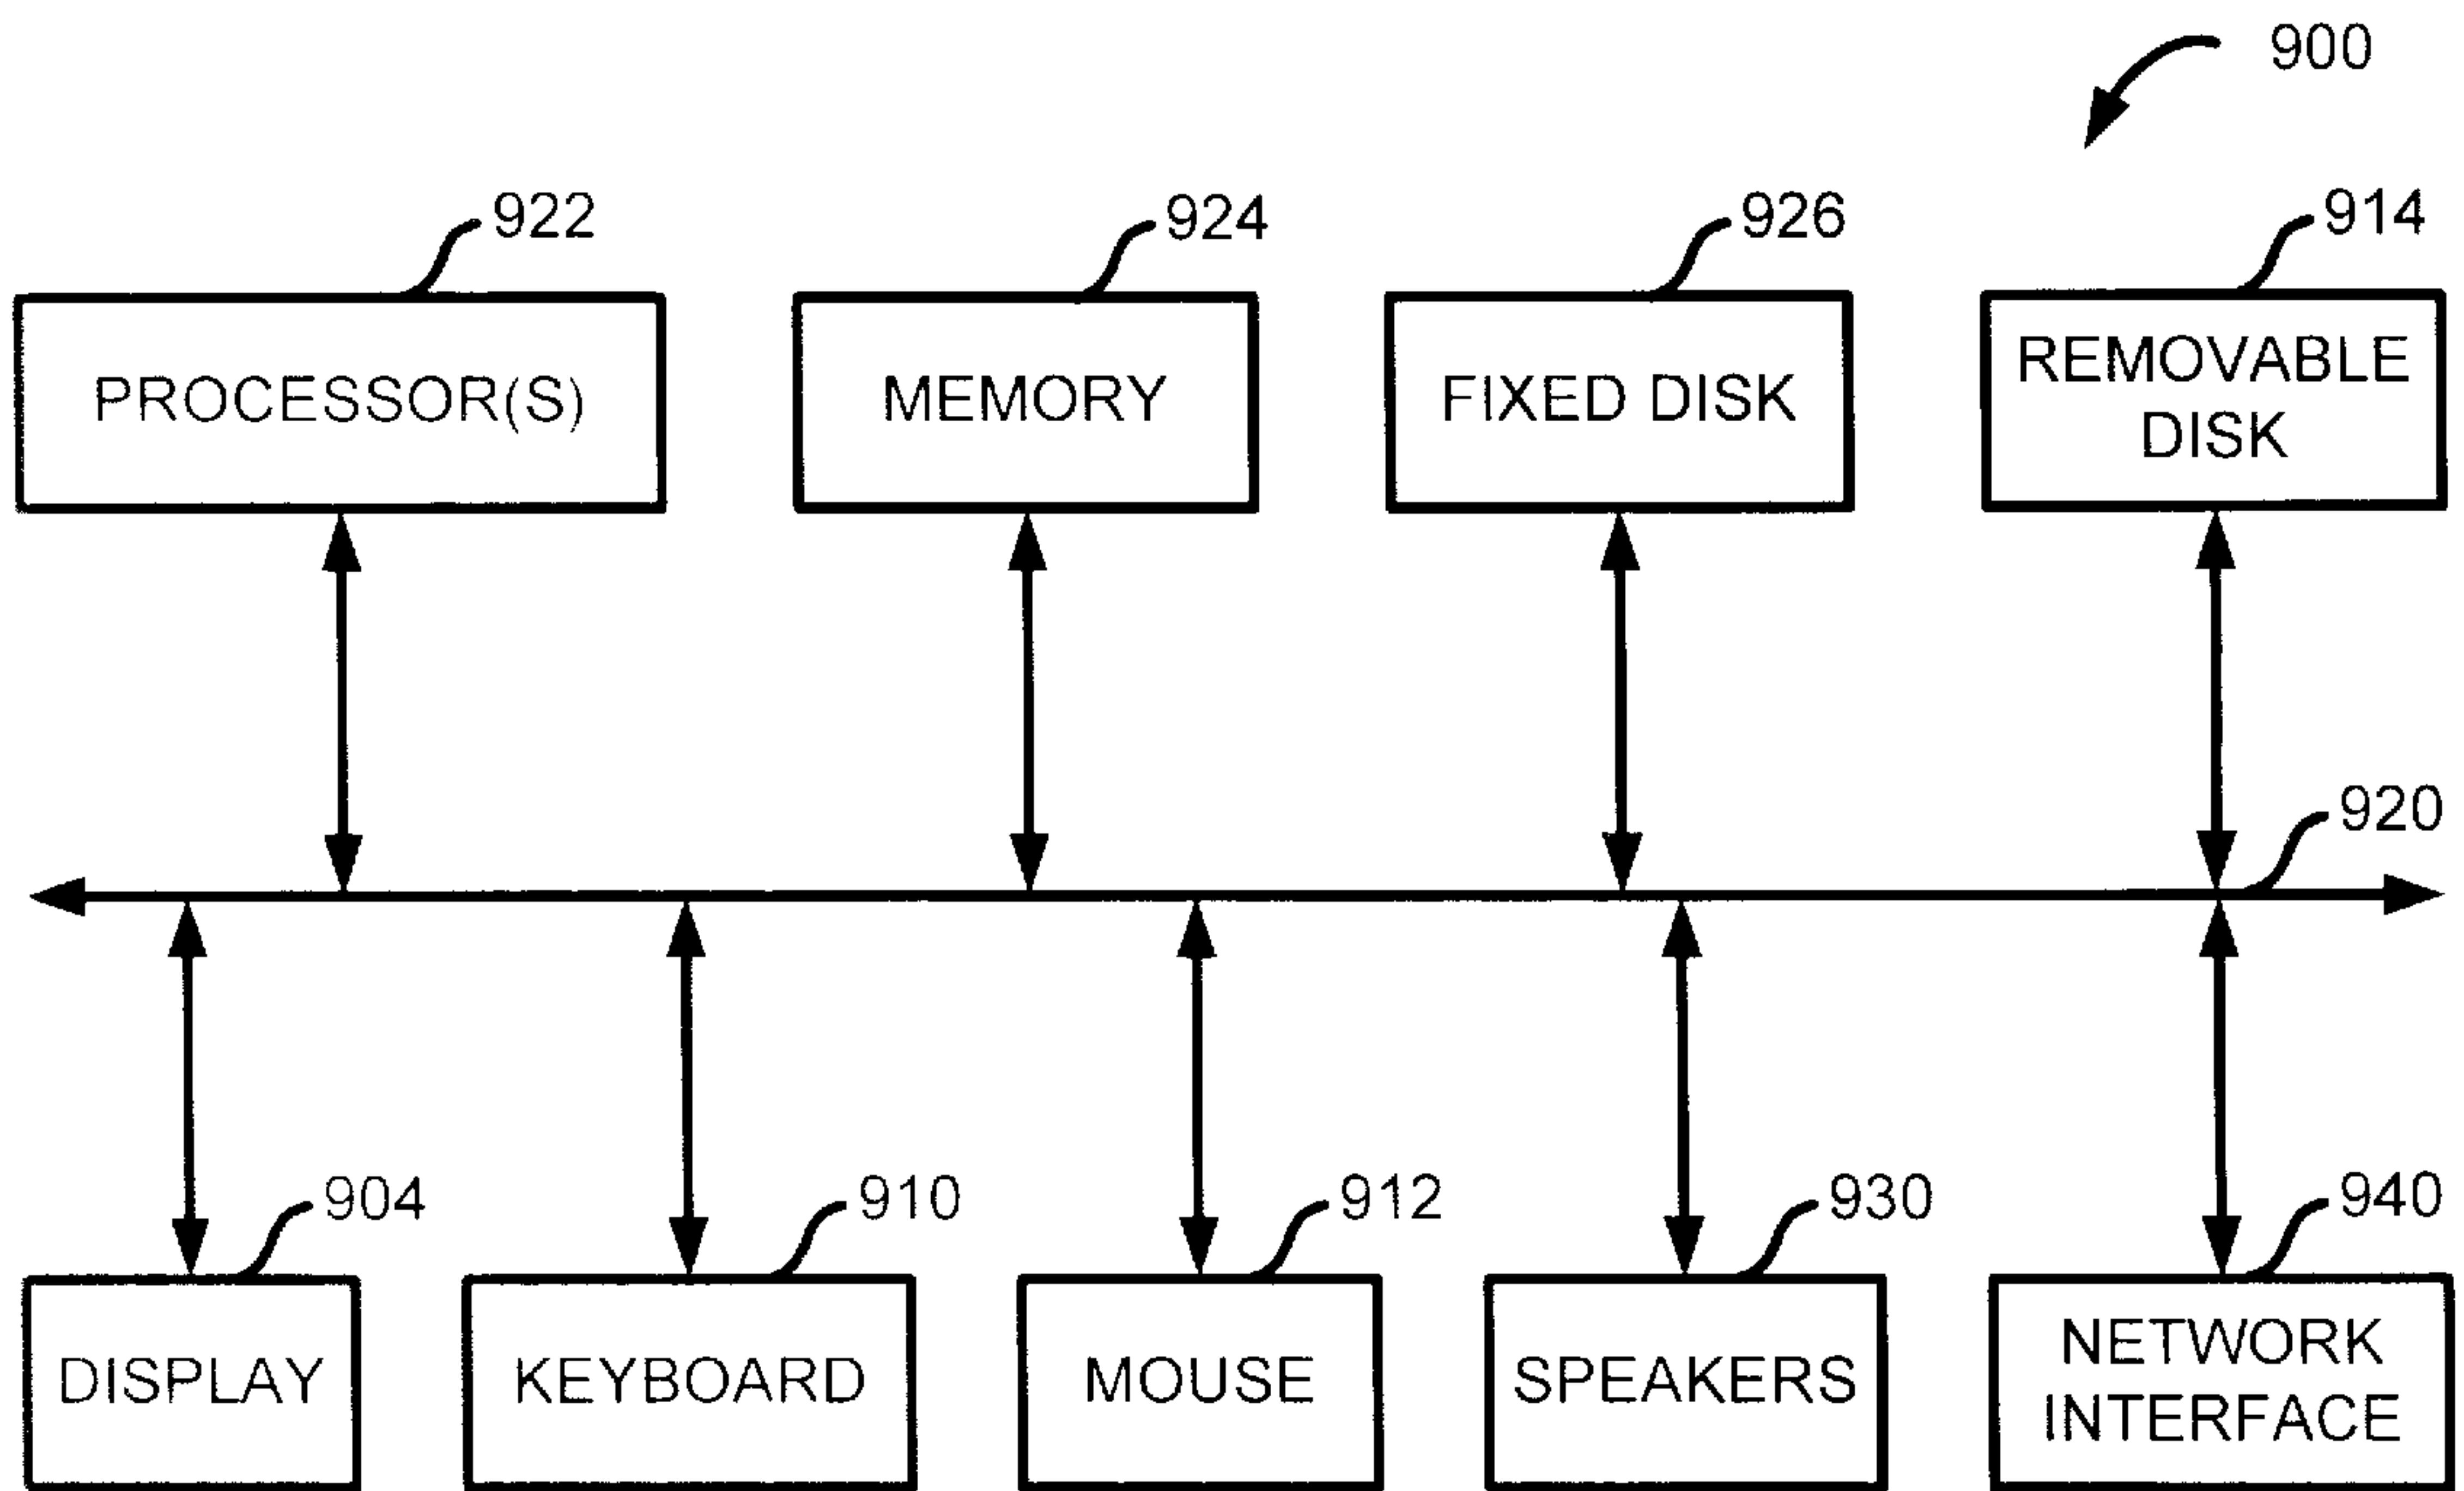 900
922
924
926
914
PROCESSOR(S)
MEMORY
FIXED DISK
REMOVABLE
DISK
920
904
910
912
930
940
DISPLAY
KEYBOARD
MOUSE
SPEAKERS
NETWORK
INTERFACE